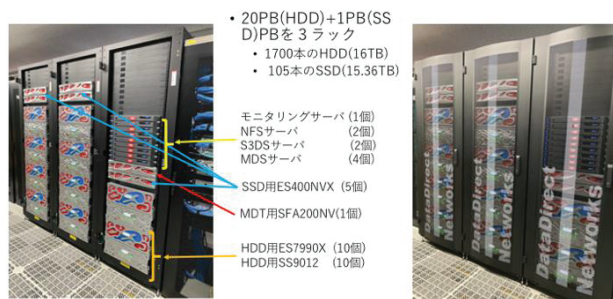 • 20PB(HDD)+1PB(SS
D)PBを３ラック
• 1700本のHDD(16TB)
• 105本のSSD(15.36TB)
モニタリングサーバ (1個)
NFSサーバ (2個)
S3DSサーバ (2個)
MDSサーバ (4個)
SSD用ES400NVX (5個)
MDT用SFA200NV(1個)
HDD用ES7990X (10個)
HDD用SS9012 (10個)
DataDirect
Networks
DataDirect
Networks
DataDirect
Networks